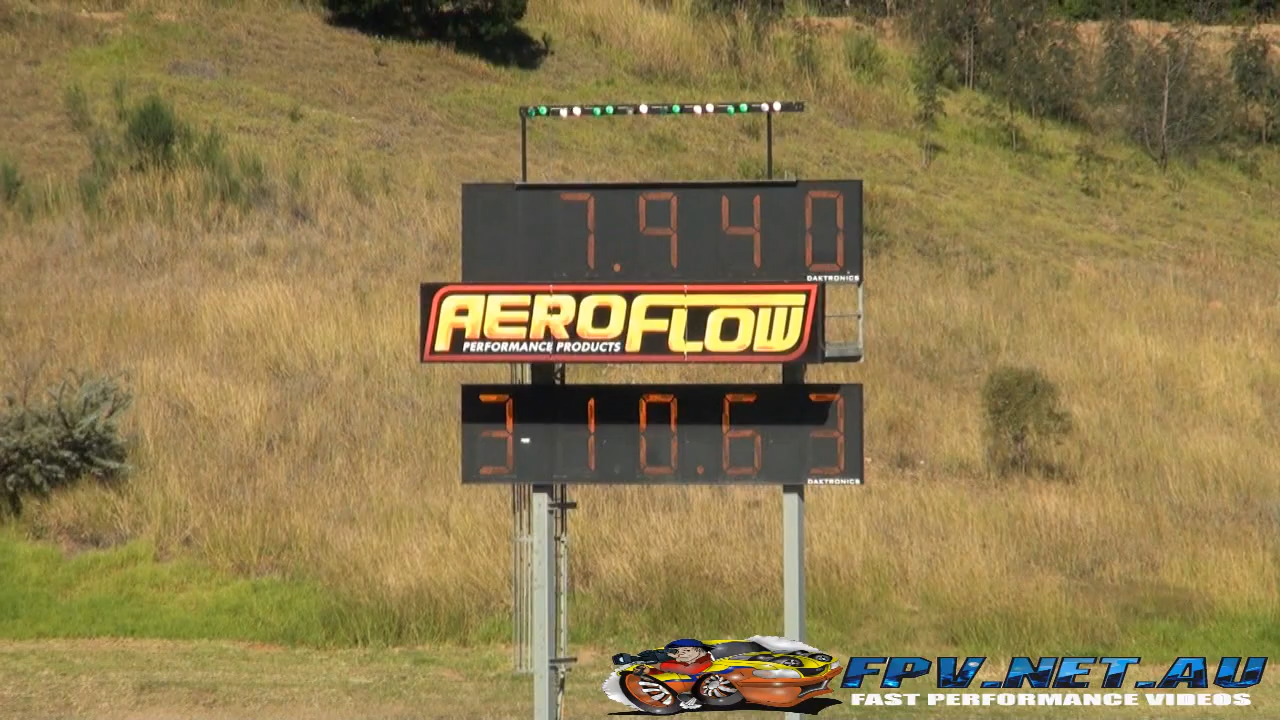 7.940
DAKTRONICS
AEROFLOW
PERFORMANCE PRODUCTS
310.63
DAKTRONICS
FPV.NET.AU
FAST PERFORMANCE VIDEOS